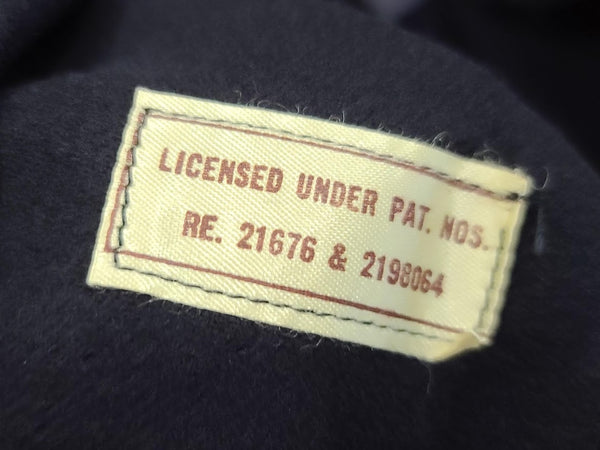 LICENSED UNDER PAT. NOS.
RE. 21676 & 2198064